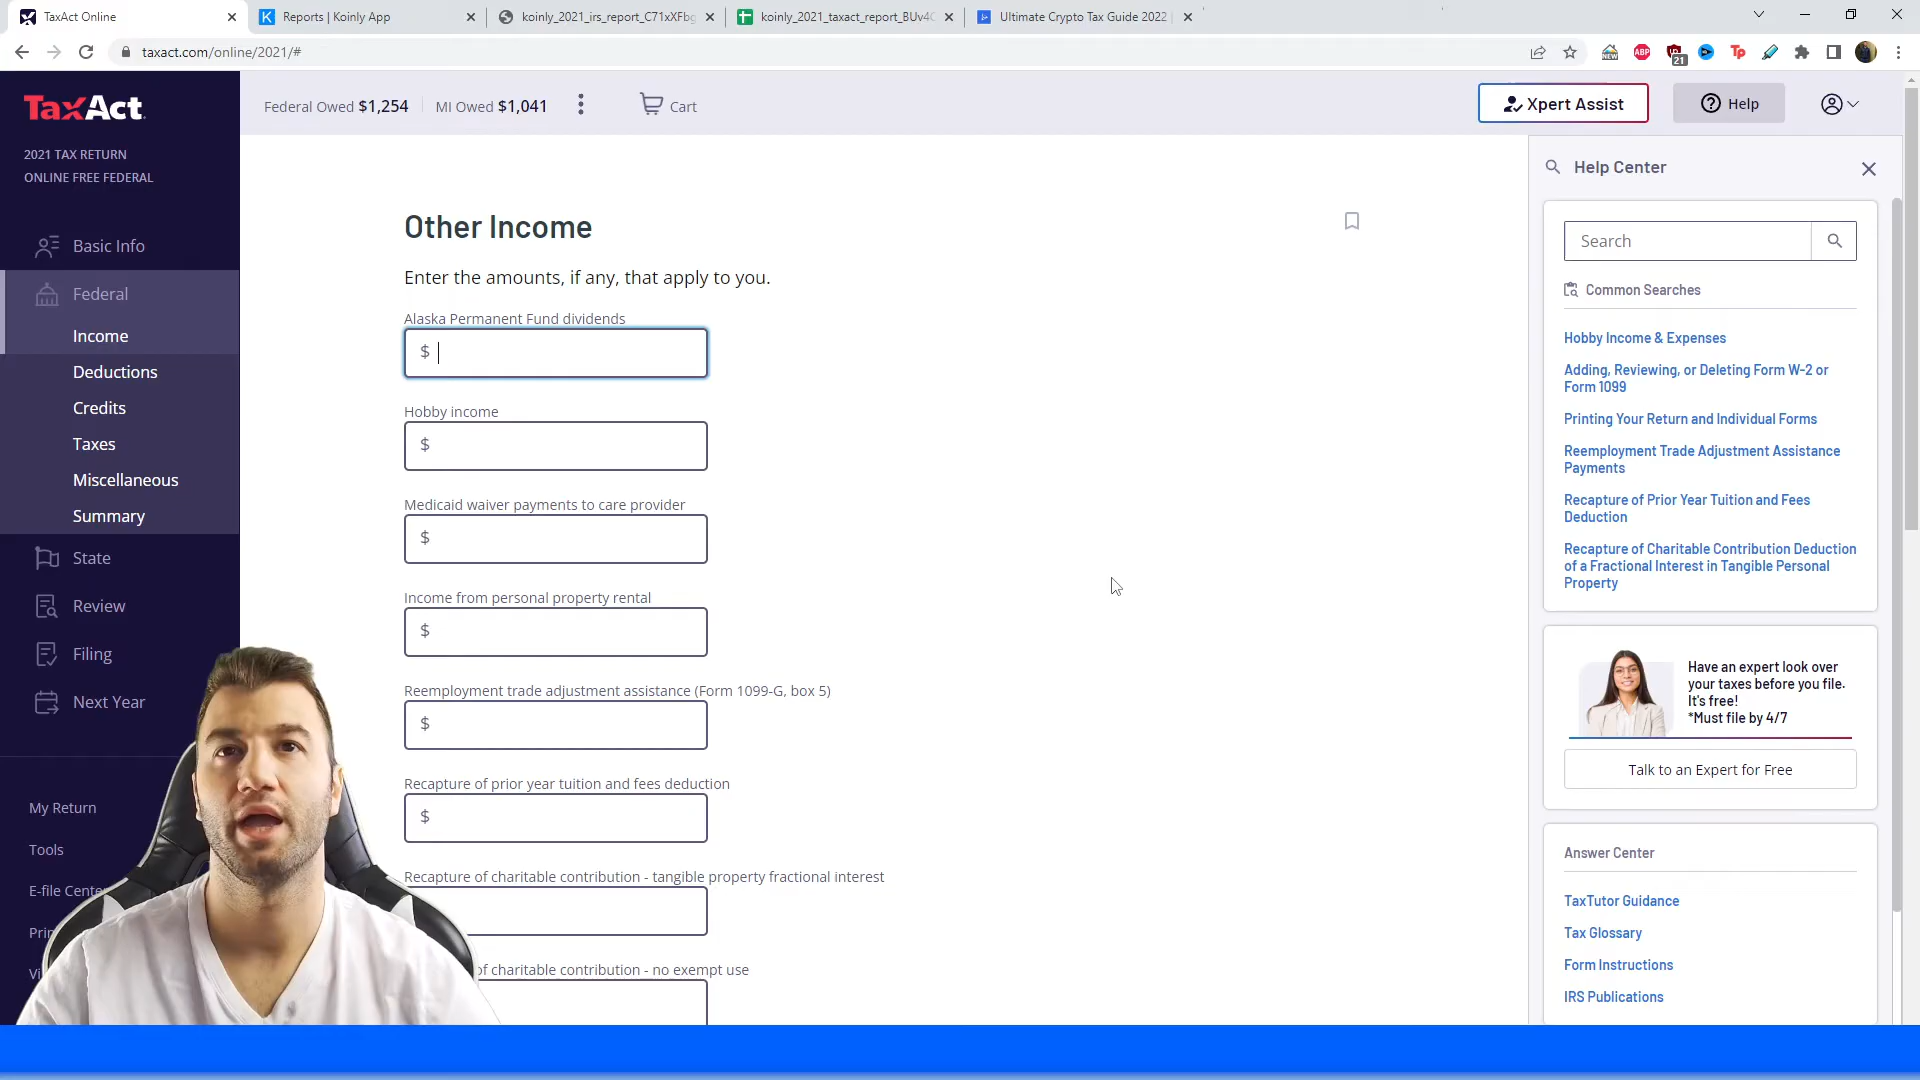 TaxAct Online
Reports | Koinly App
koinly_2021_irs_report_C71xXFbg
koinly_2021_taxact_report_BUv4C
Ultimate Crypto Tax Guide 2022 |
taxact.com/online/2021/#
NEW
ABP
21
Tp
TaxAct.
2021 TAX RETURN
ONLINE FREE FEDERAL
Federal Owed $1,254
MI Owed $1,041
Cart
Xpert Assist
Help
Basic Info
Federal
Income
Deductions
Credits
Taxes
Miscellaneous
Summary
State
Review
Filing
Next Year
My Return
Tools
E-file Cente
Prin
Vi
Other Income
Enter the amounts, if any, that apply to you.
Alaska Permanent Fund dividends
$
Hobby income
$
Medicaid waiver payments to care provider
$
Income from personal property rental
$
Reemployment trade adjustment assistance (Form 1099-G, box 5)
$
Recapture of prior year tuition and fees deduction
$
Recapture of charitable contribution - tangible property fractional interest
of charitable contribution - no exempt use
Help Center
Search
Common Searches
Hobby Income & Expenses
Adding, Reviewing, or Deleting Form W-2 or
Form 1099
Printing Your Return and Individual Forms
Reemployment Trade Adjustment Assistance
Payments
Recapture of Prior Year Tuition and Fees
Deduction
Recapture of Charitable Contribution Deduction
of a Fractional Interest in Tangible Personal
Property
Have an expert look over
your taxes before you file.
It's free!
*Must file by 4/7
Talk to an Expert for Free
Answer Center
TaxTutor Guidance
Tax Glossary
Form Instructions
IRS Publications